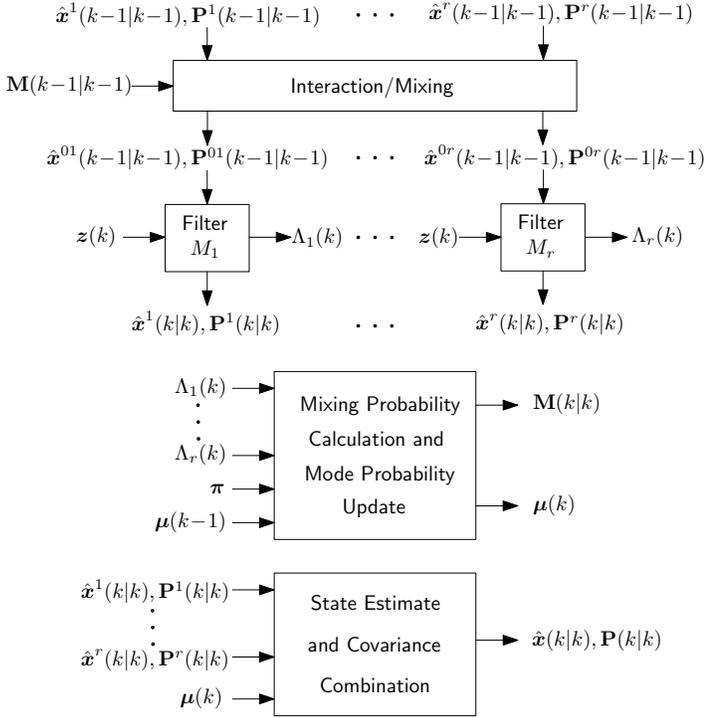 x̂¹(k−1|k−1), P¹(k−1|k−1) · · · x̂ʳ(k−1|k−1), Pʳ(k−1|k−1)
M(k−1|k−1)
Interaction/Mixing
x̂⁰¹(k−1|k−1), P⁰¹(k−1|k−1) · · · x̂⁰ʳ(k−1|k−1), P⁰ʳ(k−1|k−1)
z(k)
Filter
M₁
Λ₁(k) · · · z(k)
Filter
Mᵣ
Λᵣ(k)
x̂¹(k|k), P¹(k|k) · · · x̂ʳ(k|k), Pʳ(k|k)
Λ₁(k)
Λᵣ(k)
π
μ(k−1)
Mixing Probability
Calculation and
Mode Probability
Update
M(k|k)
μ(k)
x̂¹(k|k), P¹(k|k)
x̂ʳ(k|k), Pʳ(k|k)
μ(k)
State Estimate
and Covariance
Combination
x̂(k|k), P(k|k)